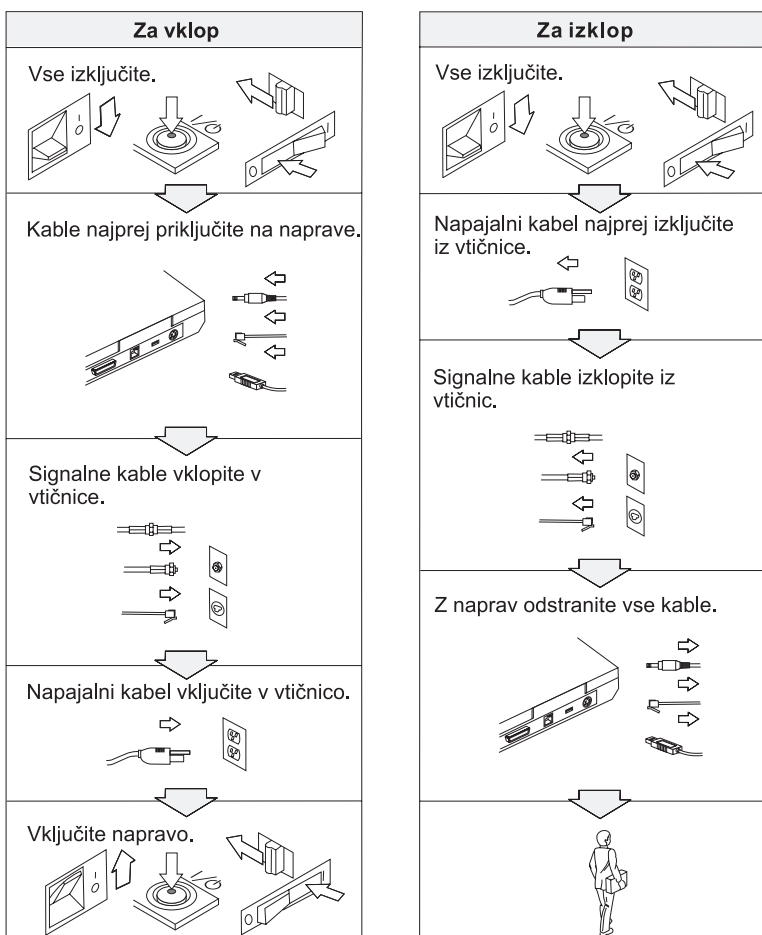 Za vklop
Vse izključite.
Kable najprej priključite na naprave.
Signalne kable vklopite v
vtičnice.
Napajalni kabel vključite v vtičnico.
Vključite napravo.
Za izklop
Vse izključite.
Napajalni kabel najprej izključite
iz vtičnice.
Signalne kable izklopite iz
vtičnic.
Z naprav odstranite vse kable.